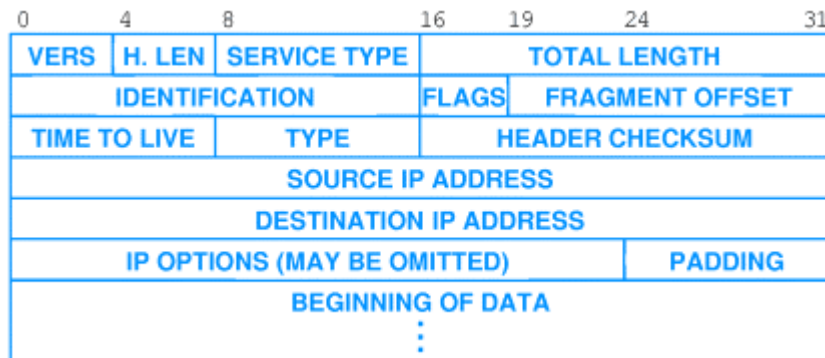 0 4 8 16 19 24 31
VERS H. LEN SERVICE TYPE TOTAL LENGTH
IDENTIFICATION FLAGS FRAGMENT OFFSET
TIME TO LIVE TYPE HEADER CHECKSUM
SOURCE IP ADDRESS
DESTINATION IP ADDRESS
IP OPTIONS (MAY BE OMITTED) PADDING
BEGINNING OF DATA